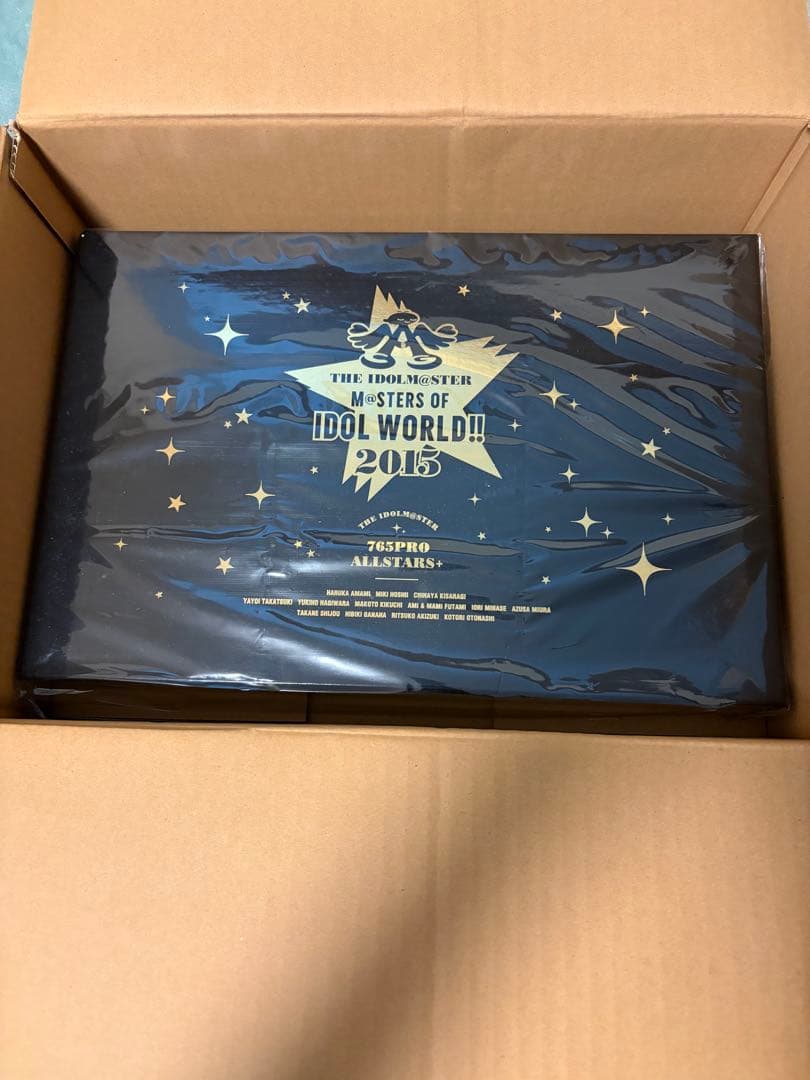 THE IDOLM@STER
M@STERS OF
IDOL WORLD!!
2015
THE IDOLM@STER
765PRO
ALLSTARS+
HARUKA AMAMI, MIKI HOSHII CHIHAYA KISARAGI
YAYOI TAKATSUKI YUKIHO HAGIWARA MAKOTO KIKUCHI AMI & MAMI FUTAMI IORI MINASE AZUSA MIURA
TAKANE SHIJOU HIBIKI GANAHA RITSUKO AKIZUKI KOTORI OTONASHI